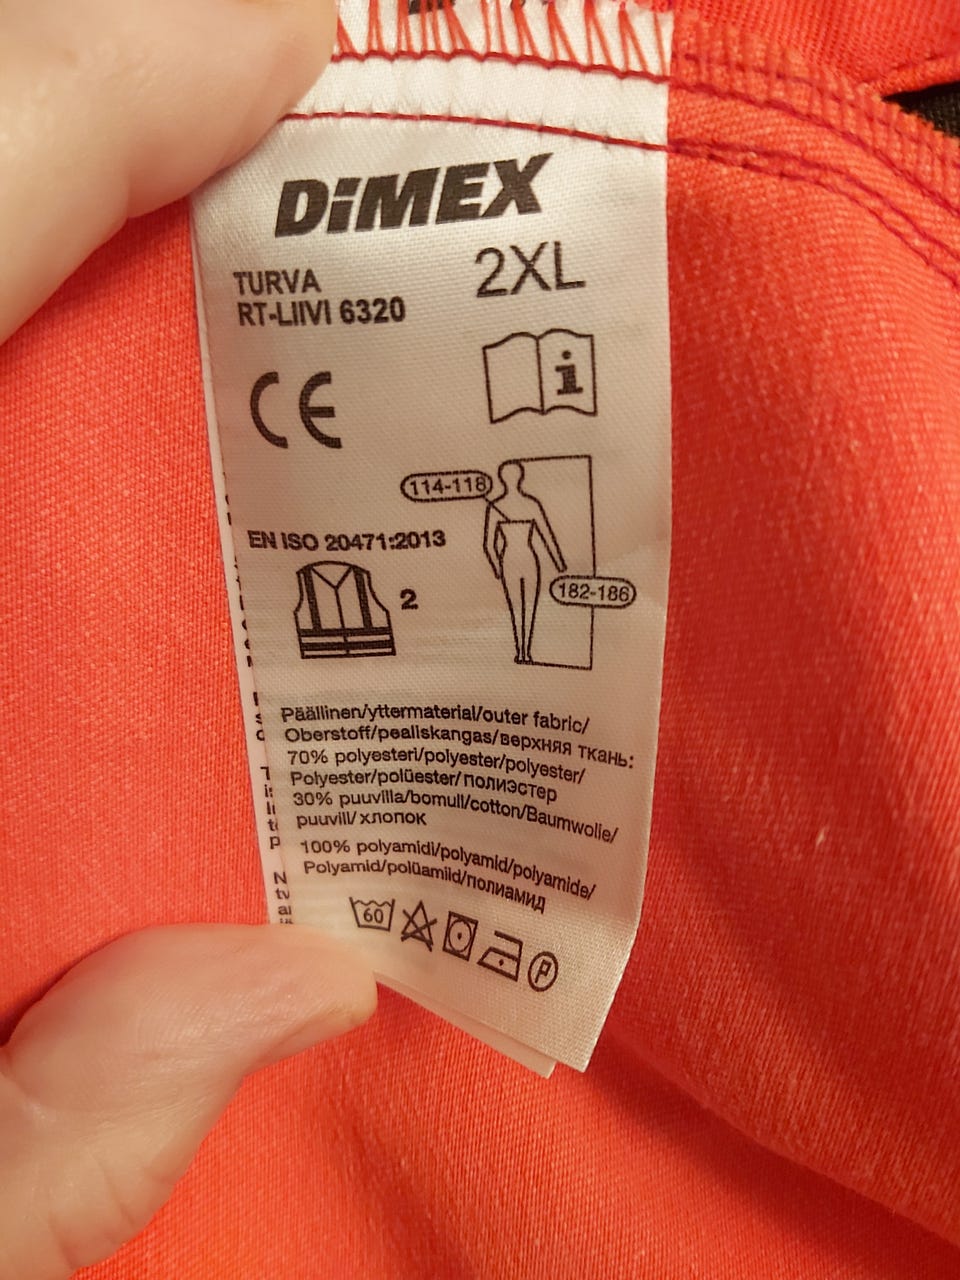 DiMEX
2XL
TURVA
RT-LIIVI 6320
i
CE
114-118
EN ISO 20471:2013
2
182-186
Päällinen/yttermaterial/outer fabric/
Oberstoff/pealiskangas/верхняя ткань:
70% polyesteri/polyester/polyester/
Polyester/polüester/полиэстер
30% puuvilla/bomull/cotton/Baumwolle/
puuvill/хлопок
100% polyamidi/polyamid/polyamide/
Polyamid/polüamiid/полиамид
60
P